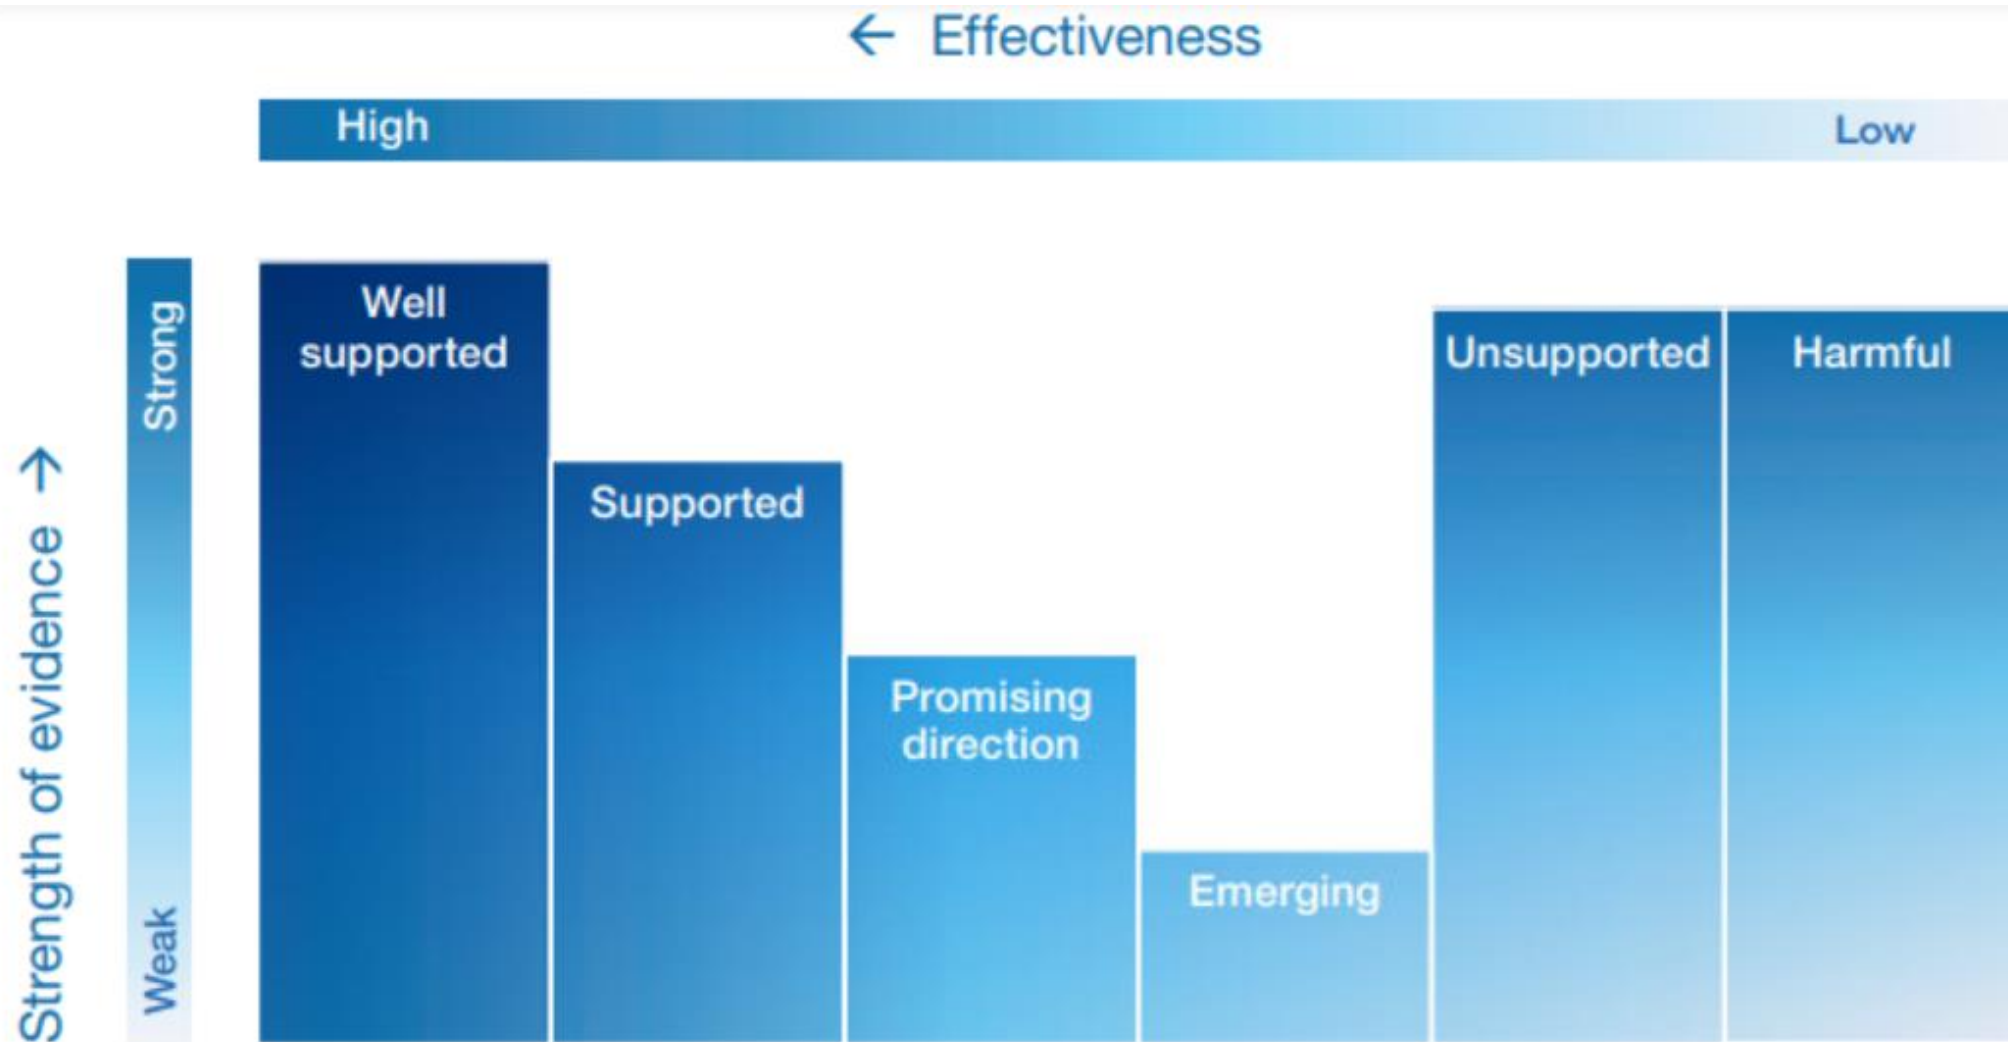 ← Effectiveness
High
Low
Strength of evidence →
Strong
Weak
Well
supported
Supported
Promising
direction
Emerging
Unsupported
Harmful